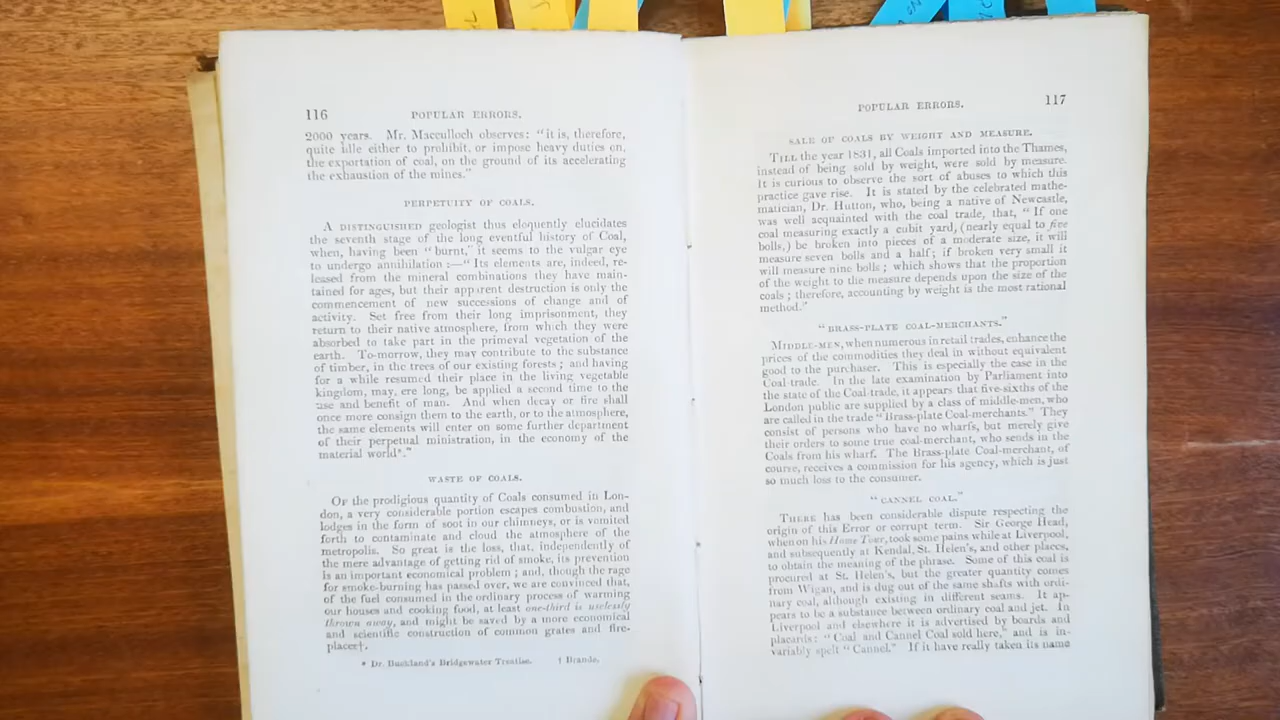 116
POPULAR ERRORS.
2000 years. Mr. Macculloch observes: "it is, therefore,
quite idle either to prohibit, or impose heavy duties on,
the exportation of coal, on the ground of its accelerating
the exhaustion of the mines."
PERPETUITY OF COALS.
A DISTINGUISHED geologist thus eloquently elucidates
the seventh stage of the long eventful history of Coal,
when, having been "burnt," it seems to the vulgar eye
to undergo annihilation :—"Its elements are, indeed, re-
leased from the mineral combinations they have main-
tained for ages, but their apparent destruction is only the
commencement of new successions of change and of
activity. Set free from their long imprisonment, they
return to their native atmosphere, from which they were
absorbed to take part in the primeval vegetation of the
earth. To-morrow, they may contribute to the substance
of timber, in the trees of our existing forests; and having
for a while resumed their place in the living vegetable
kingdom, may, ere long, be applied a second time to the
use and benefit of man. And when decay or fire shall
once more consign them to the earth, or to the atmosphere,
the same elements will enter on some further department
of their perpetual ministration, in the economy of the
material world*."
WASTE OF COALS.
OF the prodigious quantity of Coals consumed in Lon-
don, a very considerable portion escapes combustion, and
lodges in the form of soot in our chimneys, or is vomited
forth to contaminate and cloud the atmosphere of the
metropolis. So great is the loss, that, independently of
the mere advantage of getting rid of smoke, its prevention
is an important economical problem; and, though the rage
for smoke-burning has passed over, we are convinced that,
of the fuel consumed in the ordinary process of warming
our houses and cooking food, at least one-third is uselessly
thrown away, and might be saved by a more economical
and scientific construction of common grates and fire-
places†.
* Dr. Buckland's Bridgewater Treatise. † Brande.
POPULAR ERRORS.
117
SALE OF COALS BY WEIGHT AND MEASURE.
TILL the year 1831, all Coals imported into the Thames,
instead of being sold by weight, were sold by measure.
It is curious to observe the sort of abuses to which this
practice gave rise. It is stated by the celebrated mathe-
matician, Dr. Hutton, who, being a native of Newcastle,
was well acquainted with the coal trade, that, "If one
coal measuring exactly a cubit yard, (nearly equal to five
bolls,) be broken into pieces of a moderate size, it will
measure seven bolls and a half; if broken very small it
will measure nine bolls; which shows that the proportion
of the weight to the measure depends upon the size of the
coals; therefore, accounting by weight is the most rational
method."
"BRASS-PLATE COAL-MERCHANTS."
MIDDLE-MEN, when numerous in retail trades, enhance the
prices of the commodities they deal in without equivalent
good to the purchaser. This is especially the case in the
Coal-trade. In the late examination by Parliament into
the state of the Coal-trade, it appears that five-sixths of the
London public are supplied by a class of middle-men, who
are called in the trade "Brass-plate Coal-merchants." They
consist of persons who have no wharfs, but merely give
their orders to some true coal-merchant, who sends in the
Coals from his wharf. The Brass-plate Coal-merchant, of
course, receives a commission for his agency, which is just
so much loss to the consumer.
"CANNEL COAL."
THERE has been considerable dispute respecting the
origin of this Error or corrupt term. Sir George Head,
when on his Home Tour, took some pains while at Liverpool,
and subsequently at Kendal, St. Helen's, and other places,
to obtain the meaning of the phrase. Some of this coal is
procured at St. Helen's, but the greater quantity comes
from Wigan, and is dug out of the same shafts with ordi-
nary coal, although existing in different seams. It ap-
pears to be a substance between ordinary coal and jet. In
Liverpool and elsewhere it is advertised by boards and
placards: "Coal and Cannel Coal sold here," and is in-
variably spelt "Cannel." If it have really taken its name